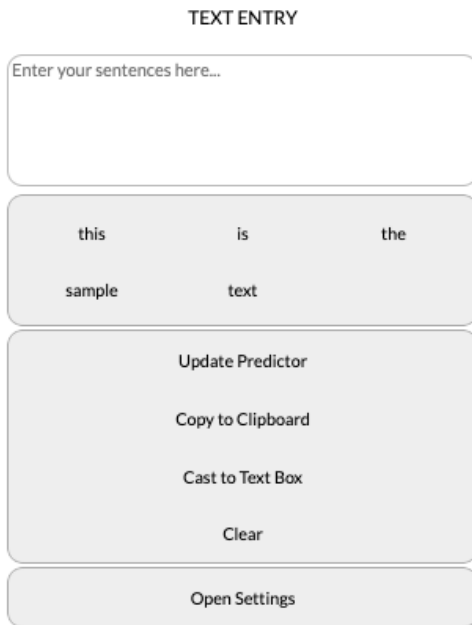 TEXT ENTRY
Enter your sentences here...
this is the
sample text
Update Predictor
Copy to Clipboard
Cast to Text Box
Clear
Open Settings